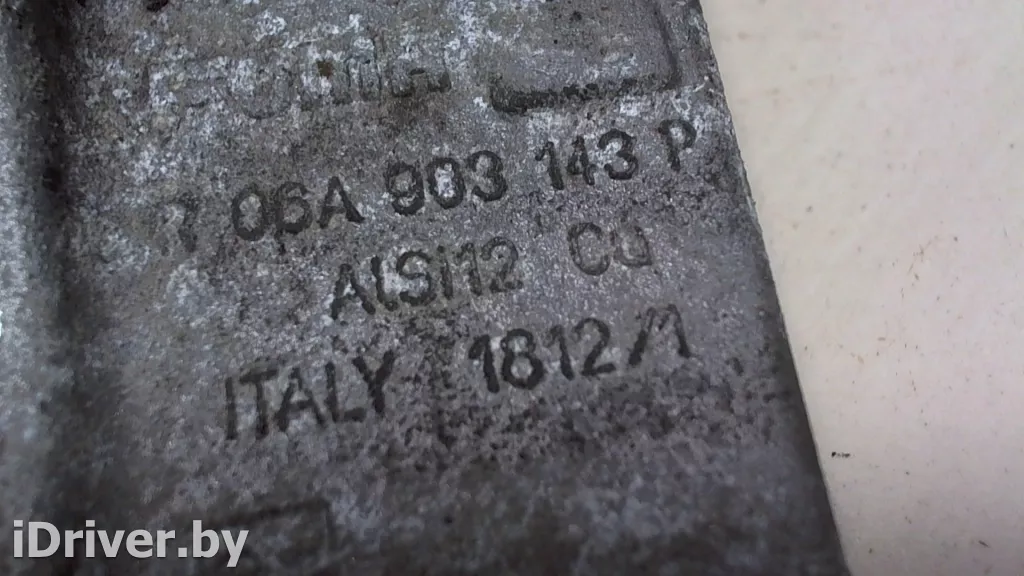 06A 903 143 P
AlSi12 Cu
ITALY 1812/1
iDriver.by